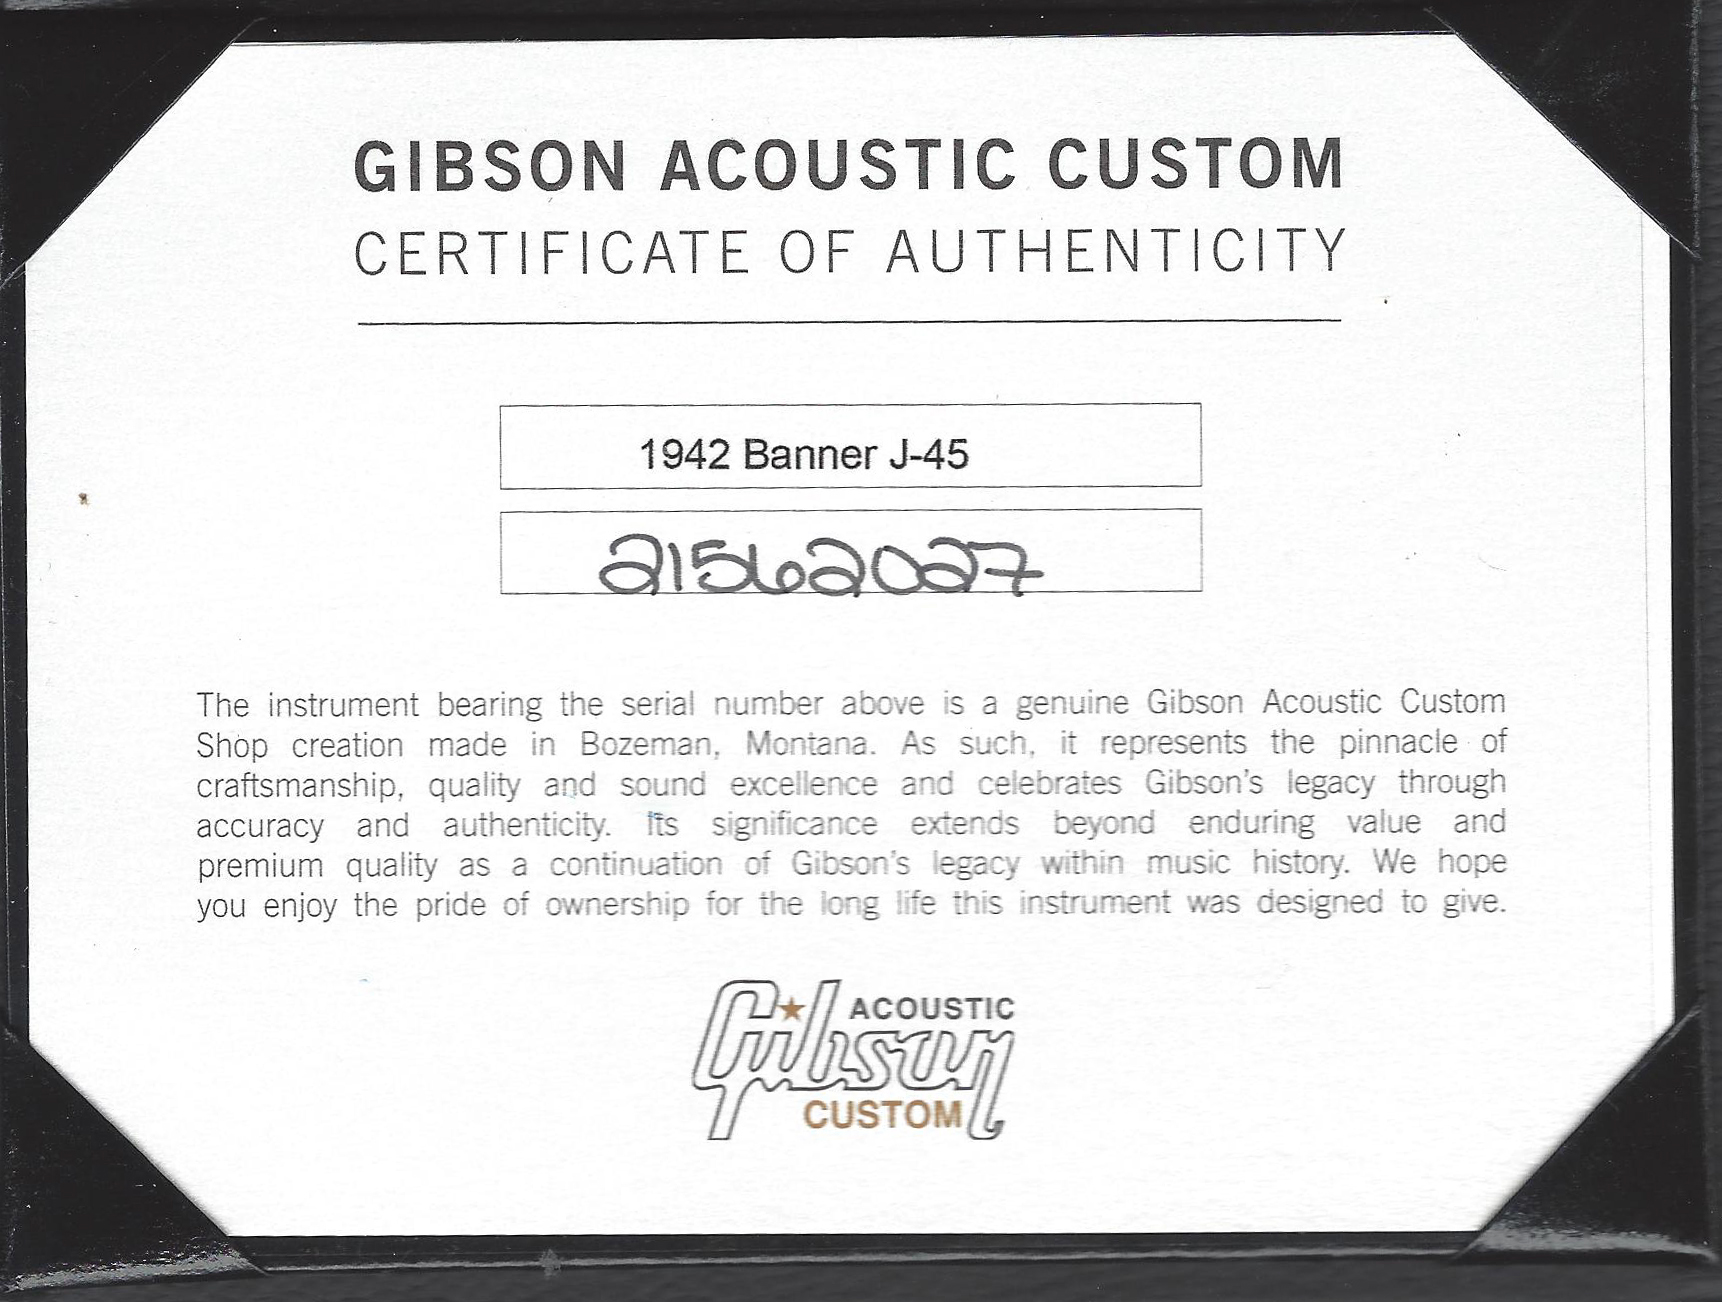 GIBSON ACOUSTIC CUSTOM
CERTIFICATE OF AUTHENTICITY
1942 Banner J-45
21562027
The instrument bearing the serial number above is a genuine Gibson Acoustic Custom
Shop creation made in Bozeman, Montana. As such, it represents the pinnacle of
craftsmanship, quality and sound excellence and celebrates Gibson's legacy through
accuracy and authenticity. Its significance extends beyond enduring value and
premium quality as a continuation of Gibson's legacy within music history. We hope
you enjoy the pride of ownership for the long life this instrument was designed to give.
ACOUSTIC
Gibson
CUSTOM